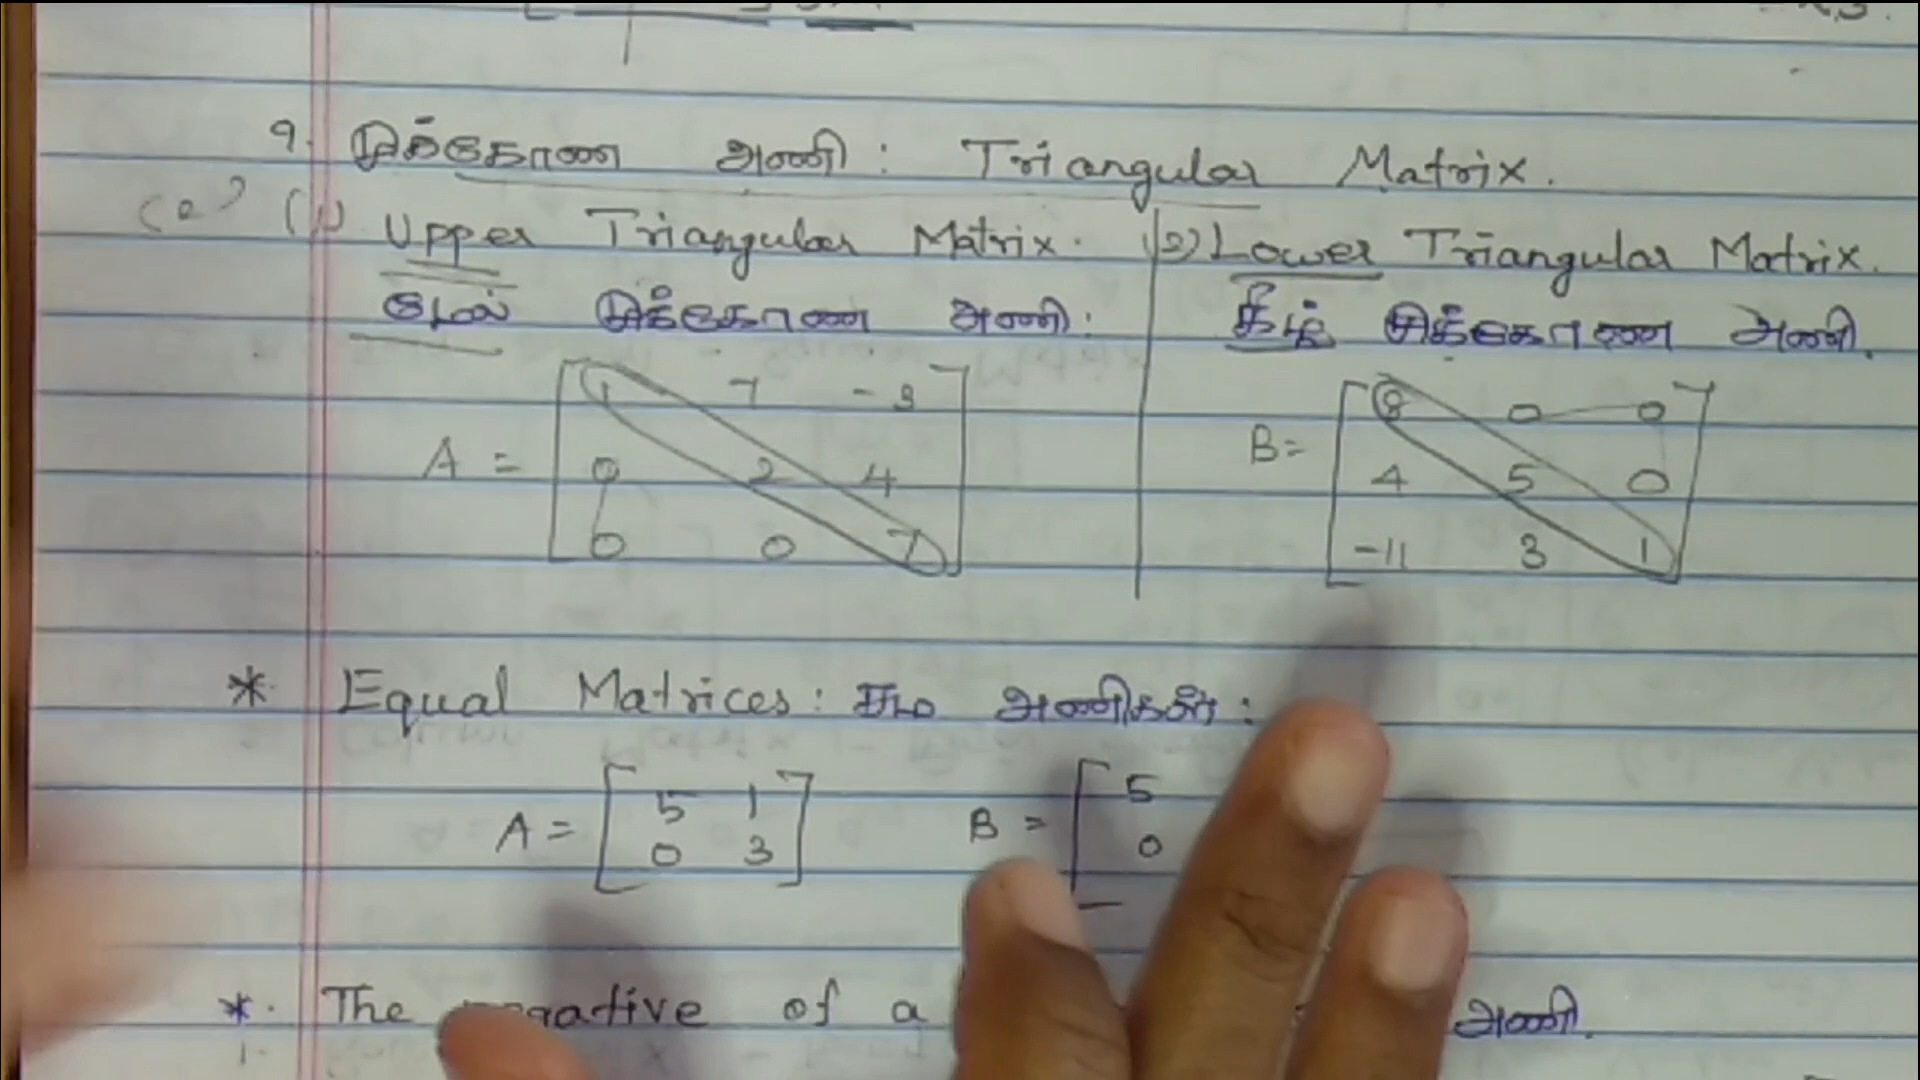 9. முக்கோண அணி : Triangular Matrix.
(1) Upper Triangular Matrix.
மேல் முக்கோண அணி :
A = [ 1 7 -3
0 2 4
0 0 7 ]
(2) Lower Triangular Matrix.
கீழ் முக்கோண அணி.
B = [ 8 0 0
4 5 0
-11 3 1 ]
* Equal Matrices : சம அணிகள் :
A = [ 5 1
0 3 ]
B = [ 5
0
* The negative of a
அணி.